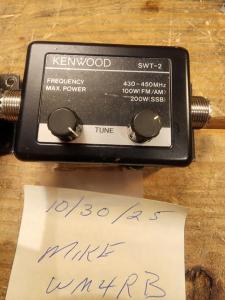 KENWOOD SWT-2
FREQUENCY 430-450MHz
MAX. POWER 100W(FM/AM)
200W(SSB)
TUNE
10/30/25
MIKE
WM4RB